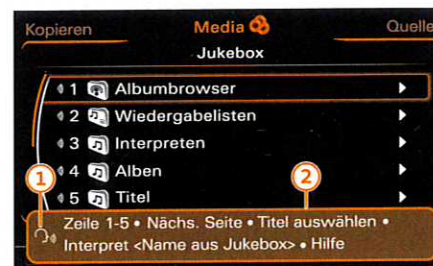 Kopieren Media Quelle
Jukebox
1 Albumbrowser
2 Wiedergabelisten
3 Interpreten
4 Alben
5 Titel
1 2
Zeile 1-5 • Nächs. Seite • Titel auswählen •
Interpret <Name aus Jukebox> • Hilfe